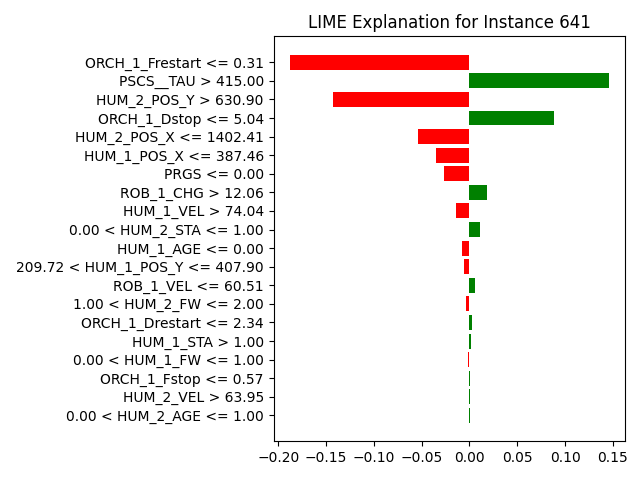 LIME Explanation for Instance 641
ORCH_1_Frestart <= 0.31
PSCS__TAU > 415.00
HUM_2_POS_Y > 630.90
ORCH_1_Dstop <= 5.04
HUM_2_POS_X <= 1402.41
HUM_1_POS_X <= 387.46
PRGS <= 0.00
ROB_1_CHG > 12.06
HUM_1_VEL > 74.04
0.00 < HUM_2_STA <= 1.00
HUM_1_AGE <= 0.00
209.72 < HUM_1_POS_Y <= 407.90
ROB_1_VEL <= 60.51
1.00 < HUM_2_FW <= 2.00
ORCH_1_Drestart <= 2.34
HUM_1_STA > 1.00
0.00 < HUM_1_FW <= 1.00
ORCH_1_Fstop <= 0.57
HUM_2_VEL > 63.95
0.00 < HUM_2_AGE <= 1.00
−0.20 −0.15 −0.10 −0.05 0.00 0.05 0.10 0.15